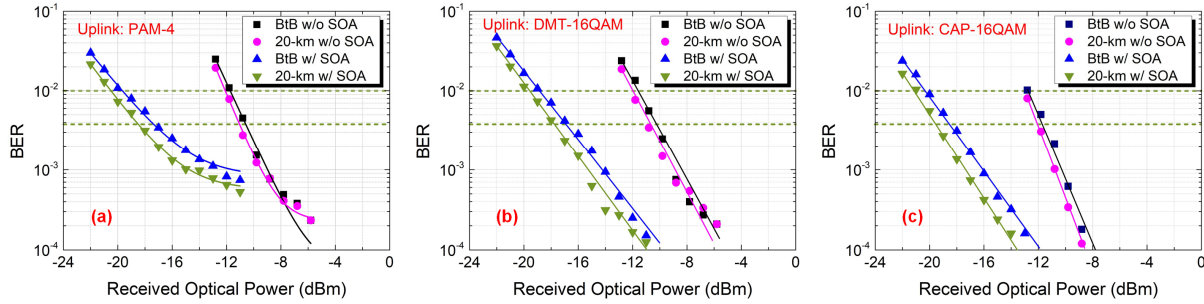 Uplink: PAM-4
BtB w/o SOA
20-km w/o SOA
BtB w/ SOA
20-km w/ SOA
10⁻¹
10⁻²
10⁻³
10⁻⁴
BER
(a)
-24 -20 -16 -12 -8 -4 0
Received Optical Power (dBm)
Uplink: DMT-16QAM
BtB w/o SOA
20-km w/o SOA
BtB w/ SOA
20-km w/ SOA
10⁻¹
10⁻²
10⁻³
10⁻⁴
BER
(b)
-24 -20 -16 -12 -8 -4 0
Received Optical Power (dBm)
Uplink: CAP-16QAM
BtB w/o SOA
20-km w/o SOA
BtB w/ SOA
20-km w/ SOA
10⁻¹
10⁻²
10⁻³
10⁻⁴
BER
(c)
-24 -20 -16 -12 -8 -4 0
Received Optical Power (dBm)